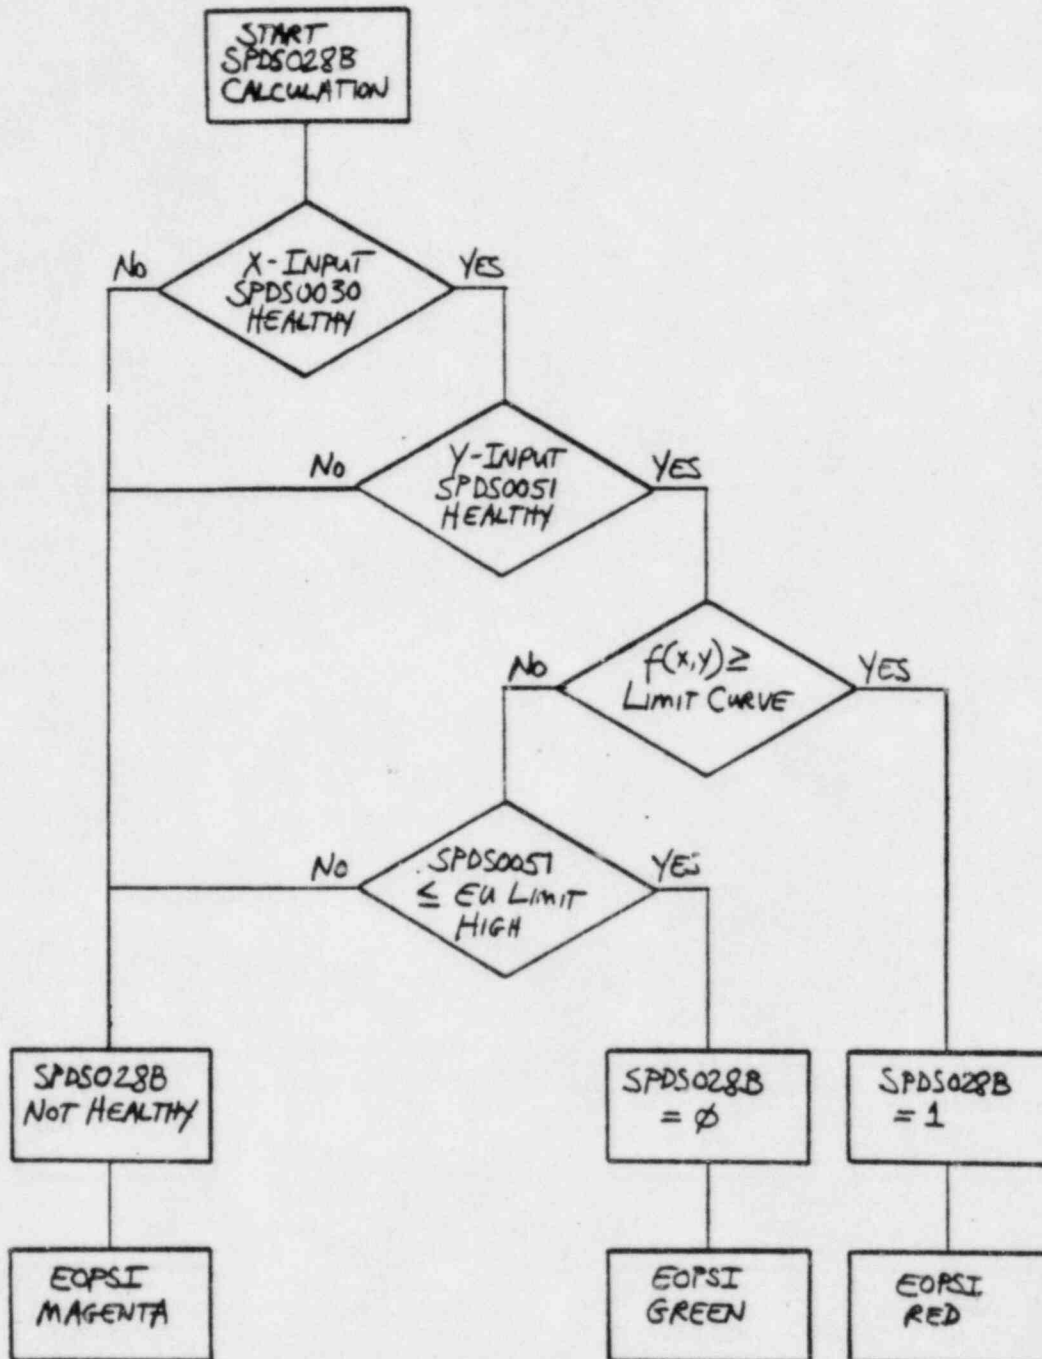 START
SPDS028B
CALCULATION
X-INPUT
SPDS0030
HEALTHY
No
YES
Y-INPUT
SPDS0051
HEALTHY
No
YES
f(x,y) ≥
LIMIT CURVE
No
YES
SPDS0051
≤ EU LIMIT
HIGH
No
YES
SPDS028B
NOT HEALTHY
SPDS028B
= ∅
SPDS028B
= 1
EOPSI
MAGENTA
EOPSI
GREEN
EOPSI
RED